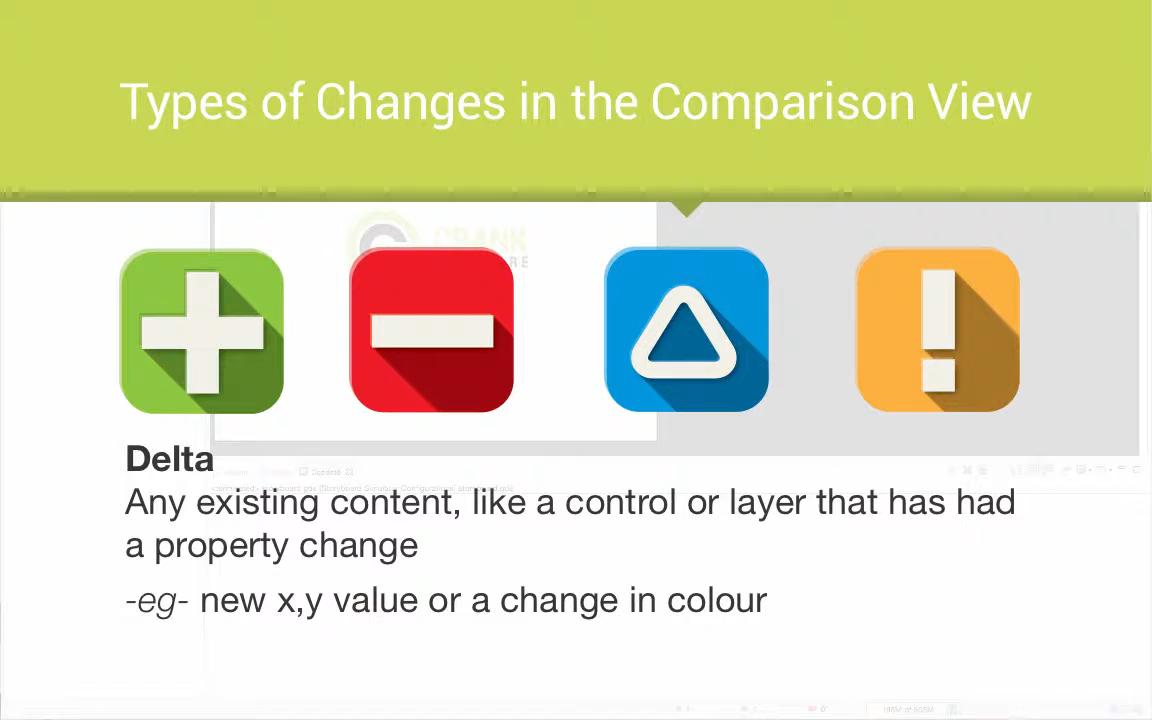 Types of Changes in the Comparison View
CRANK
Delta
Any existing content, like a control or layer that has had
a property change
-eg- new x,y value or a change in colour